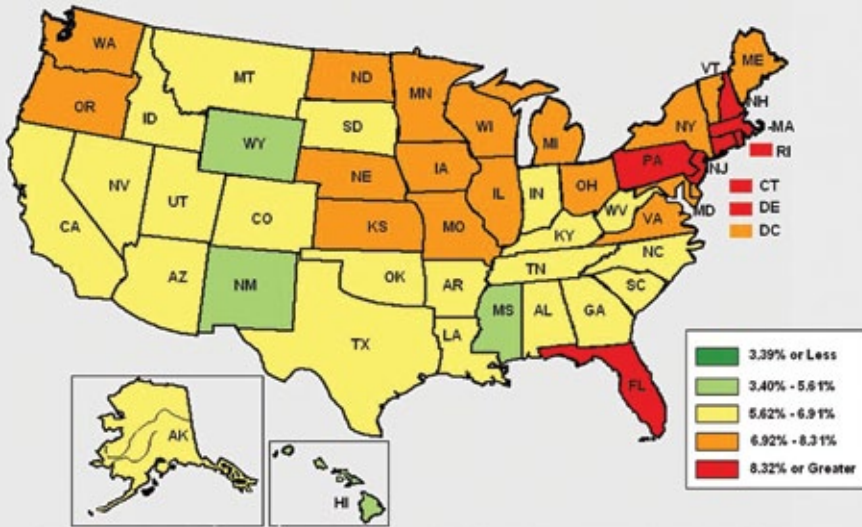 WA
MT
ND
MN
VT
ME
OR
ID
SD
WI
MI
NY
NH
-MA
RI
WY
NE
IA
PA
NJ
CT
NV
UT
CO
IL
IN
OH
WV
MD
DE
VA
DC
CA
KS
MO
KY
NC
AZ
NM
OK
AR
TN
SC
MS
AL
GA
TX
LA
FL
AK
HI
3.39% or Less
3.40% - 5.61%
5.62% - 6.91%
6.92% - 8.31%
8.32% or Greater